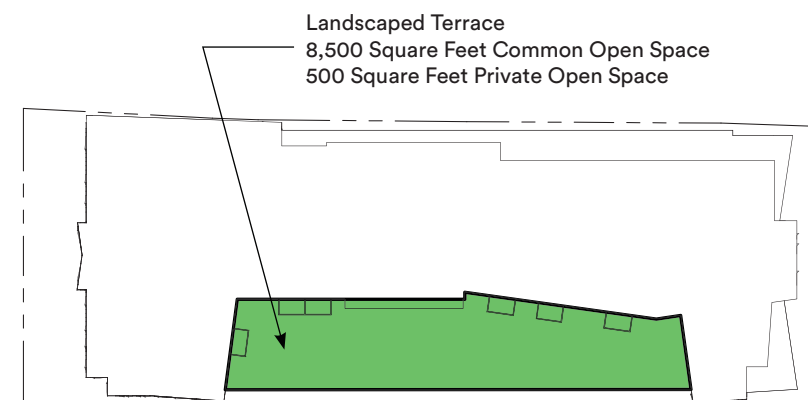 Landscaped Terrace
8,500 Square Feet Common Open Space
500 Square Feet Private Open Space